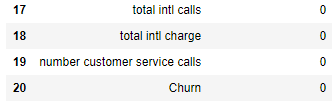 17 total intl calls 0
18 total intl charge 0
19 number customer service calls 0
20 Churn 0